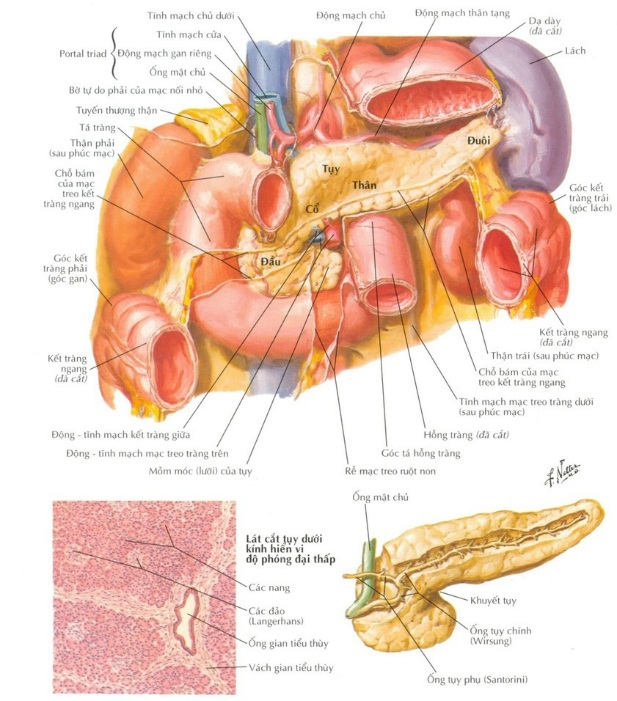 Tĩnh mạch chủ dưới
Tĩnh mạch cửa
Portal triad
Động mạch gan riêng
Ống mật chủ
Bờ tự do phải của mạc nối nhỏ
Tuyến thượng thận
Tá tràng
Thận phải
(sau phúc mạc)
Chỗ bám
của mạc
treo kết
tràng ngang
Góc kết
tràng phải
(góc gan)
Kết tràng
ngang
(đã cắt)
Động mạch chủ
Động mạch thân tạng
Dạ dày
(đã cắt)
Lách
Đuôi
Tụy
Thân
Cổ
Đầu
Góc kết
tràng trái
(góc lách)
Kết tràng ngang
(đã cắt)
Thận trái (sau phúc mạc)
Chỗ bám của mạc
treo kết tràng ngang
Tĩnh mạch mạc treo tràng dưới
(sau phúc mạc)
Động - tĩnh mạch kết tràng giữa
Hỗng tràng (đã cắt)
Động - tĩnh mạch mạc treo tràng trên
Góc tá hỗng tràng
Mỏm móc (lưỡi) của tụy
Rễ mạc treo ruột non
F. Netter
M.D.
Lát cắt tụy dưới
kính hiển vi
độ phóng đại thấp
Các nang
Các đảo
(Langerhans)
Ống gian tiểu thùy
Vách gian tiểu thùy
Ống mật chủ
Khuyết tụy
Ống tụy chính
(Wirsung)
Ống tụy phụ (Santorini)